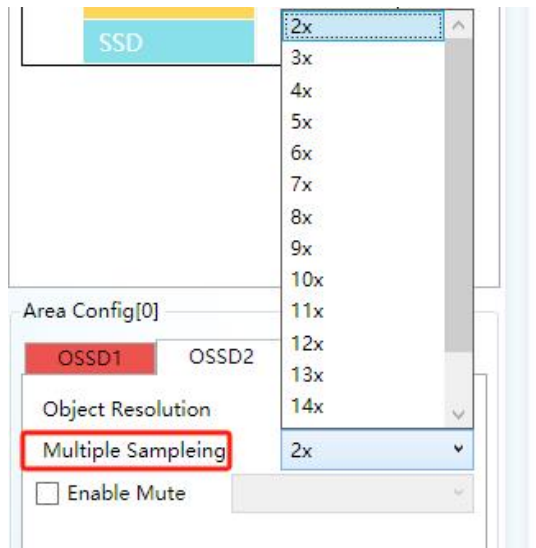 SSD
2x
3x
4x
5x
6x
7x
8x
9x
10x
11x
12x
13x
14x
Area Config[0]
OSSD1 OSSD2
Object Resolution
Multiple Sampleing 2x
Enable Mute